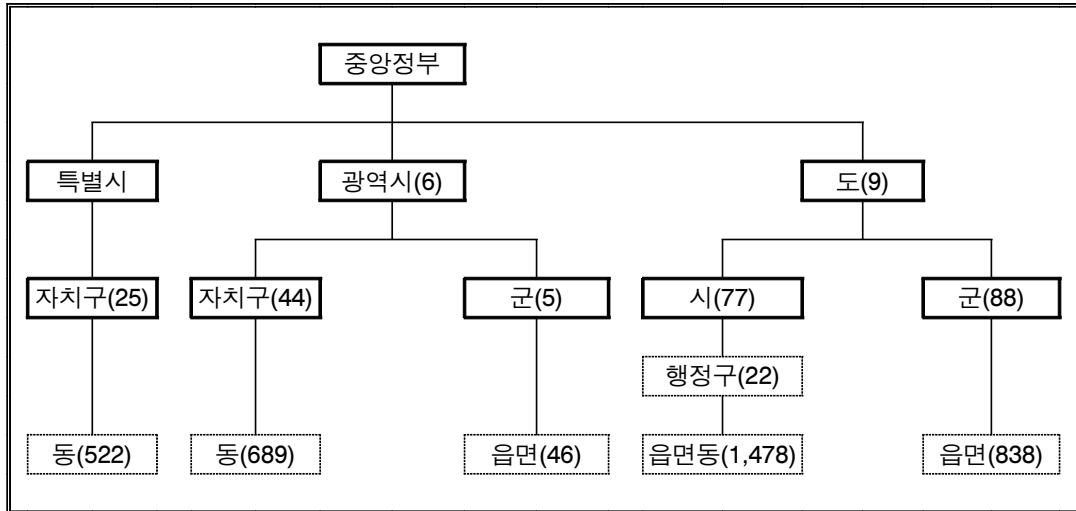 중앙정부
특별시 광역시(6) 도(9)
자치구(25) 자치구(44) 군(5) 시(77) 군(88)
행정구(22)
동(522) 동(689) 읍면(46) 읍면동(1,478) 읍면(838)